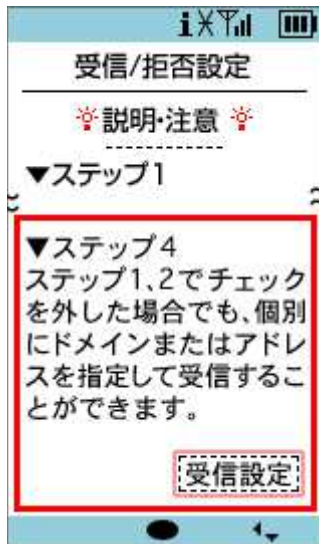 受信/拒否設定
説明・注意
▼ステップ1
▼ステップ4
ステップ1、2でチェック
を外した場合でも、個別
にドメインまたはアドレ
スを指定して受信するこ
とができます。
受信設定